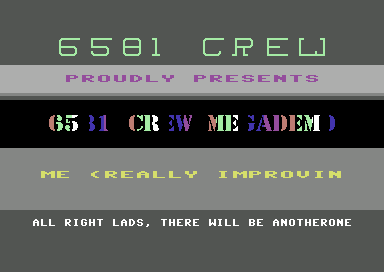 6581 CREW
PROUDLY PRESENTS
6581 CREW MEGADEMO
ME (REALLY IMPROVIN
ALL RIGHT LADS, THERE WILL BE ANOTHERONE